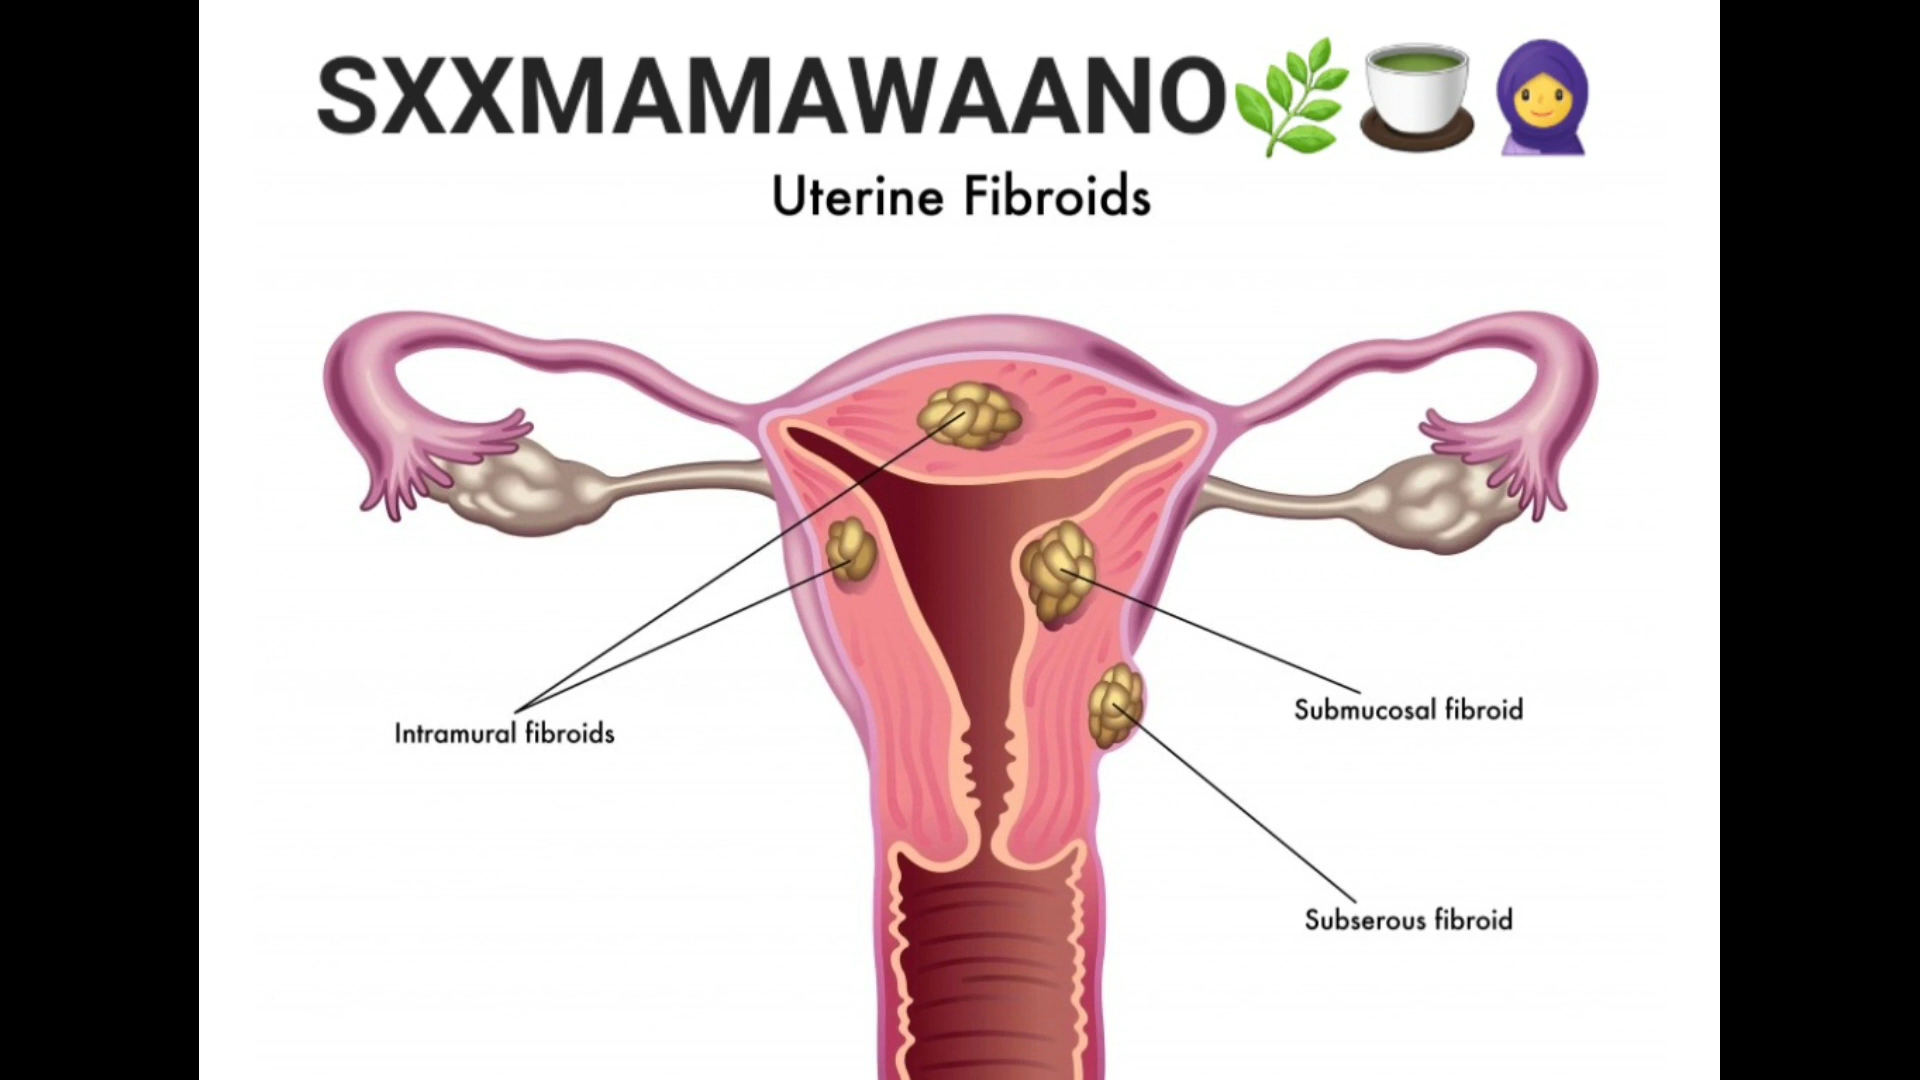 SXXMAMAWAANO🌿🍵🧕
Uterine Fibroids
Intramural fibroids
Submucosal fibroid
Subserous fibroid